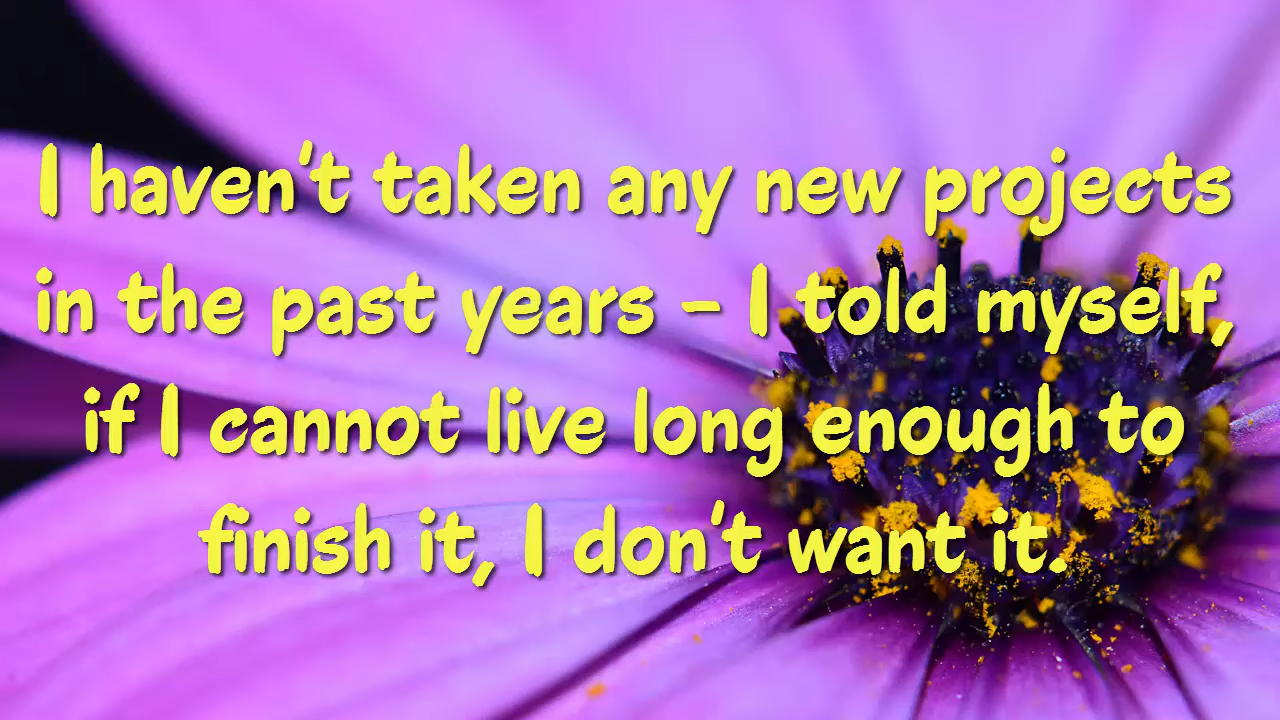 I haven't taken any new projects
in the past years – I told myself,
if I cannot live long enough to
finish it, I don't want it.